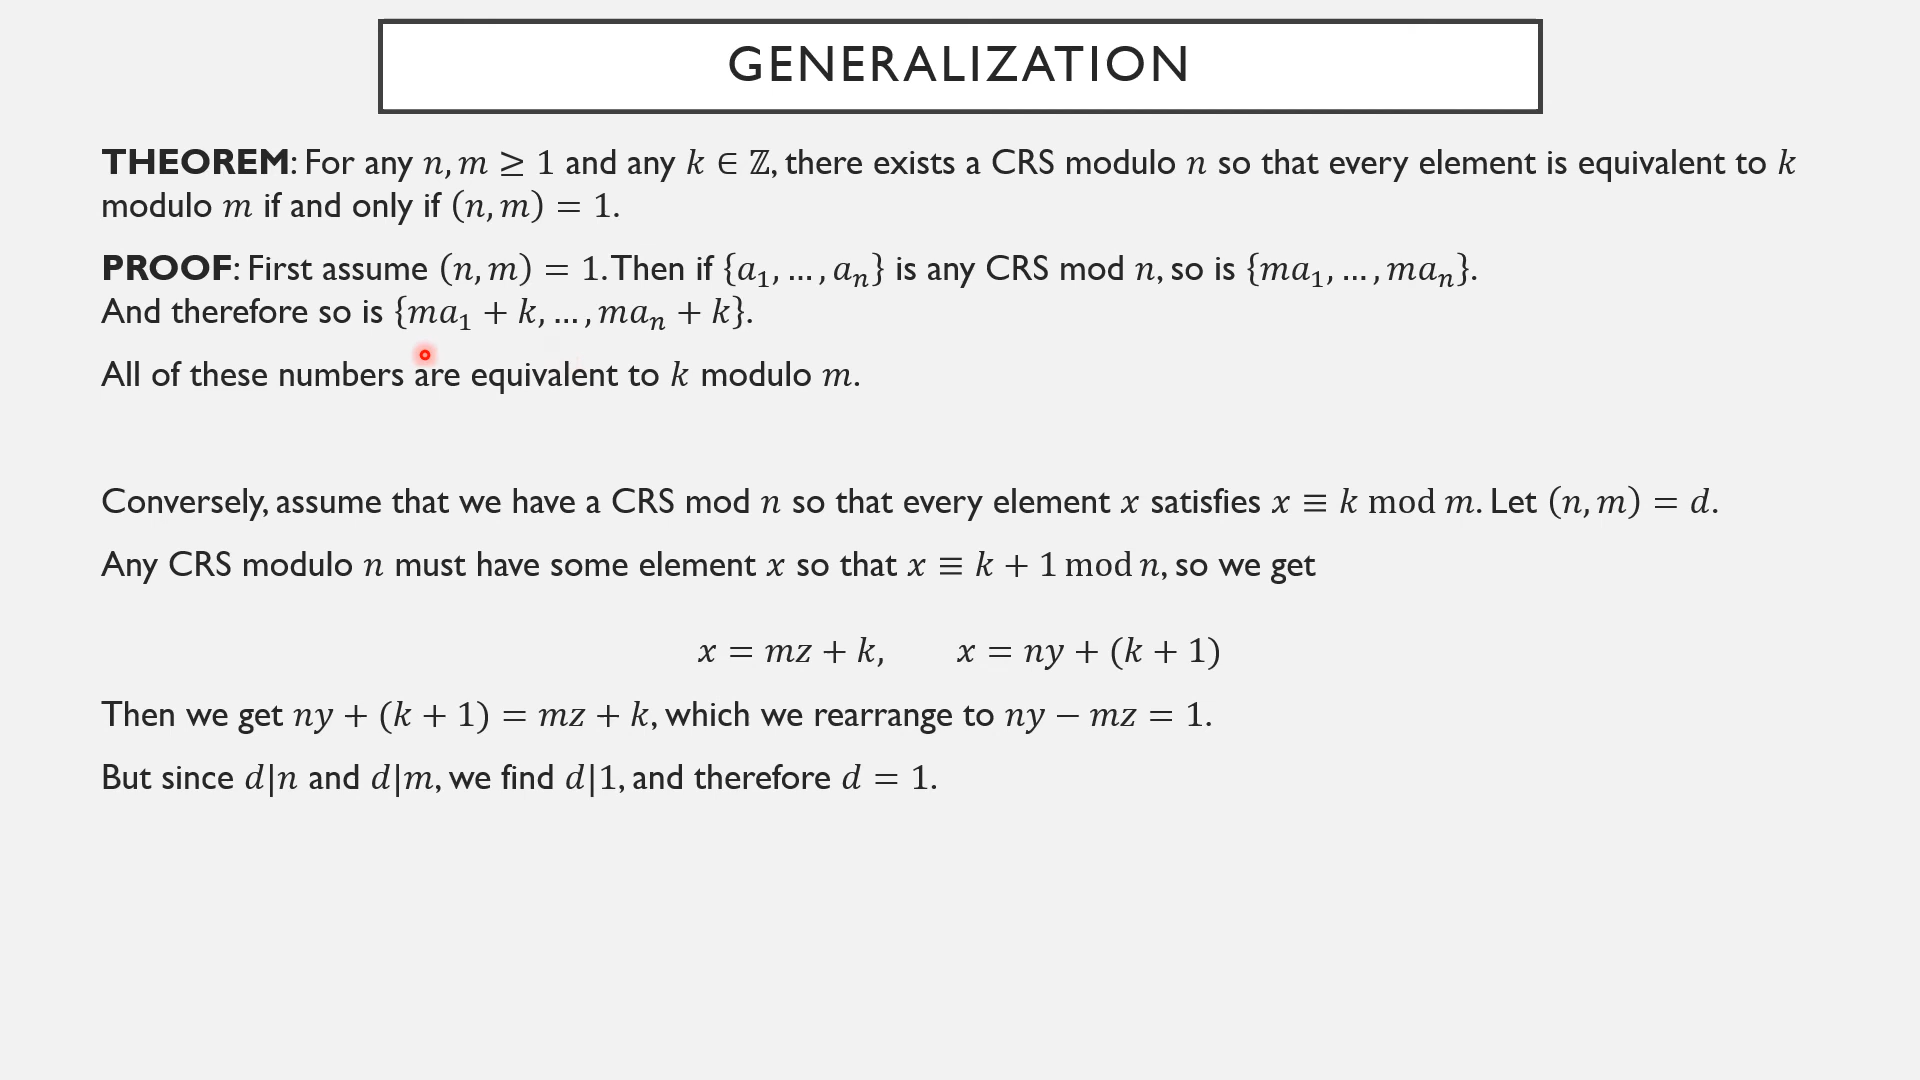 GENERALIZATION
THEOREM: For any n, m ≥ 1 and any k ∈ ℤ, there exists a CRS modulo n so that every element is equivalent to k
modulo m if and only if (n, m) = 1.
PROOF: First assume (n, m) = 1. Then if {a₁, … , aₙ} is any CRS mod n, so is {ma₁, … , maₙ}.
And therefore so is {ma₁ + k, … , maₙ + k}.
All of these numbers are equivalent to k modulo m.
Conversely, assume that we have a CRS mod n so that every element x satisfies x ≡ k mod m. Let (n, m) = d.
Any CRS modulo n must have some element x so that x ≡ k + 1 mod n, so we get
x = mz + k, x = ny + (k + 1)
Then we get ny + (k + 1) = mz + k, which we rearrange to ny − mz = 1.
But since d|n and d|m, we find d|1, and therefore d = 1.